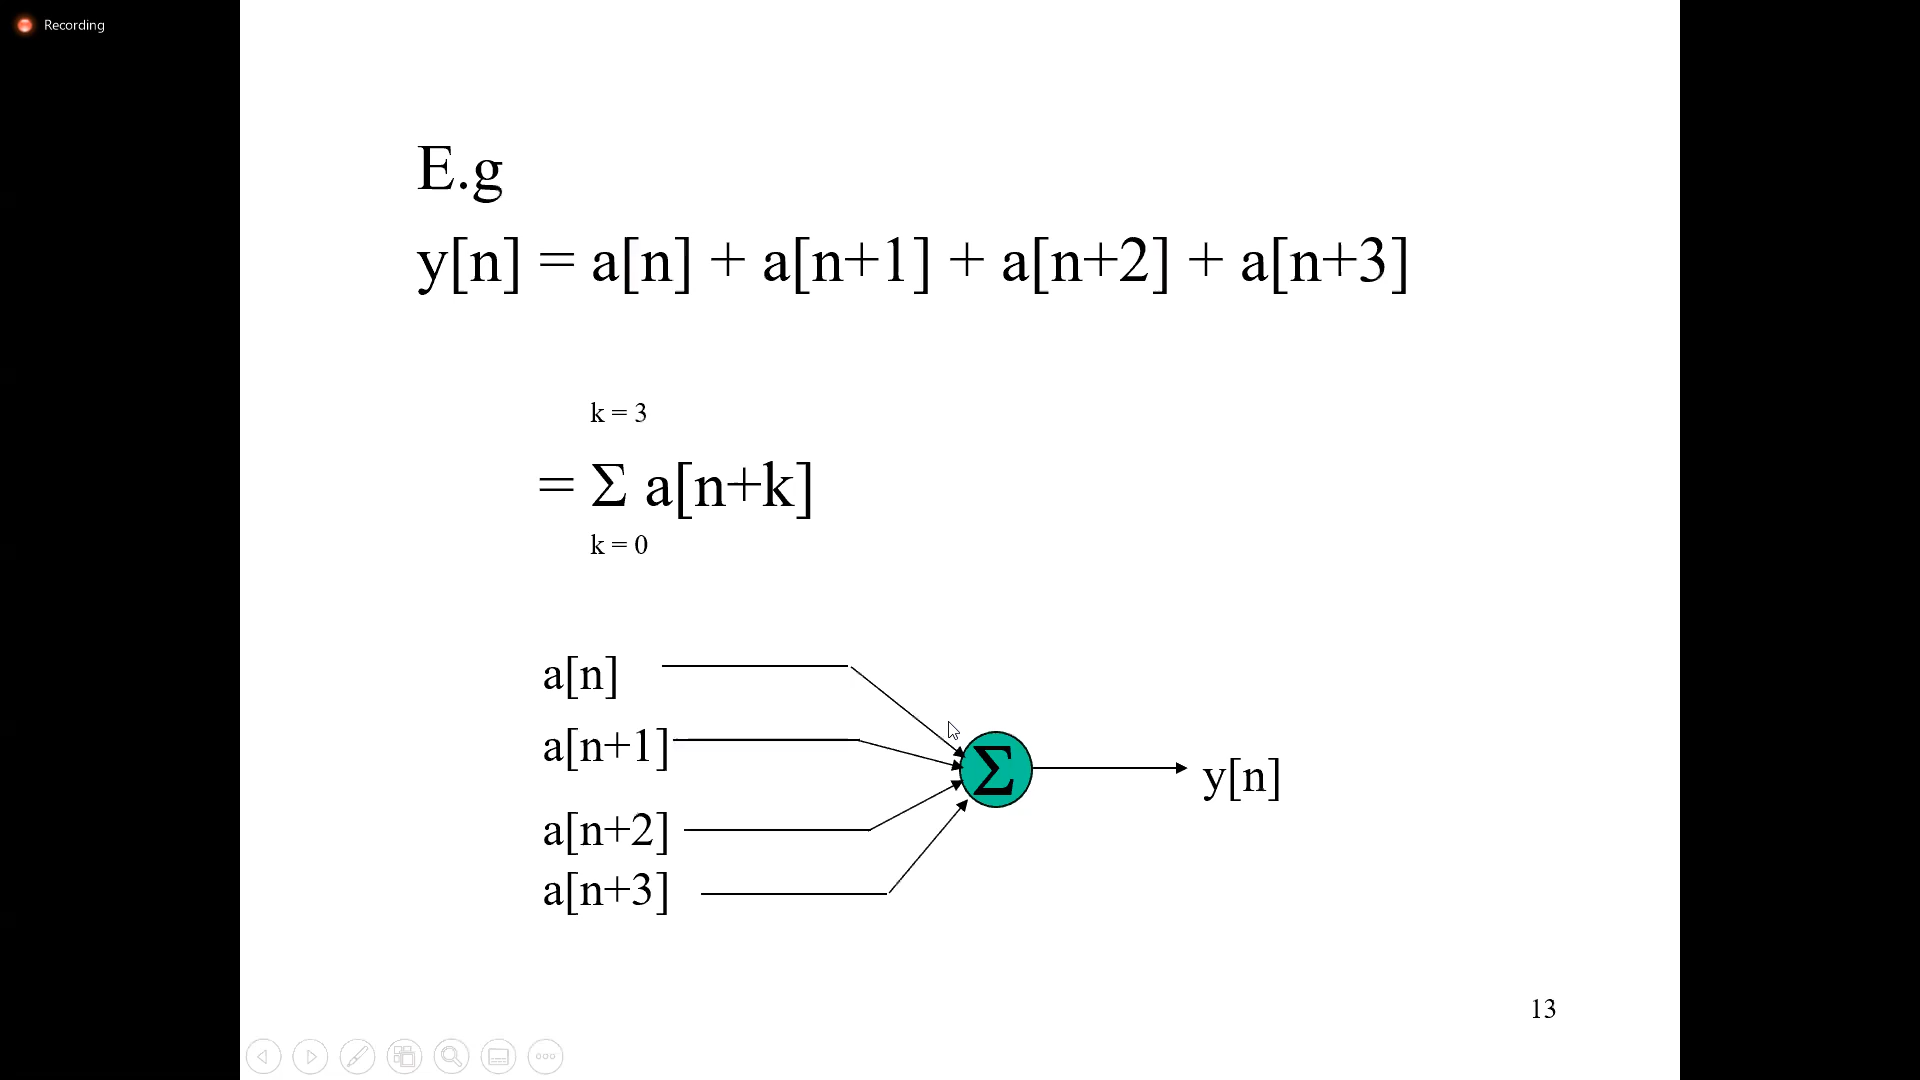 Recording
E.g
y[n] = a[n] + a[n+1] + a[n+2] + a[n+3]
k = 3
= Σ a[n+k]
k = 0
a[n]
a[n+1]
Σ
y[n]
a[n+2]
a[n+3]
13